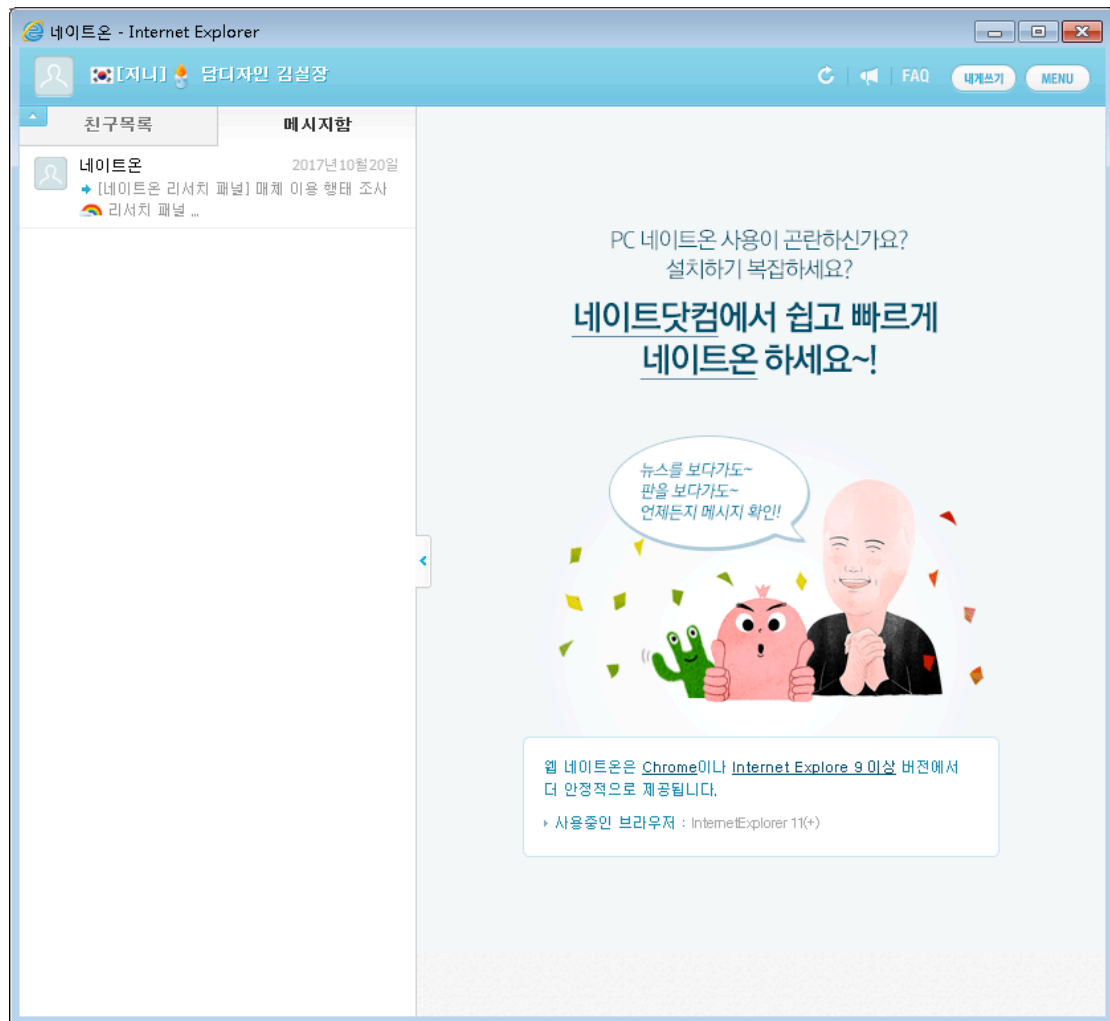 네이트온 - Internet Explorer
[지니] 담디자인 김실장
FAQ
내게쓰기
MENU
친구목록
메시지함
네이트온
2017년10월20일
[네이트온 리서치 패널] 매체 이용 행태 조사
리서치 패널 ...
PC 네이트온 사용이 곤란하신가요?
설치하기 복잡하세요?
네이트닷컴에서 쉽고 빠르게
네이트온 하세요~!
뉴스를 보다가도~
판을 보다가도~
언제든지 메시지 확인!
웹 네이트온은 Chrome이나 Internet Explore 9 이상 버전에서
더 안정적으로 제공됩니다.
사용중인 브라우저 : InternetExplorer 11(+)